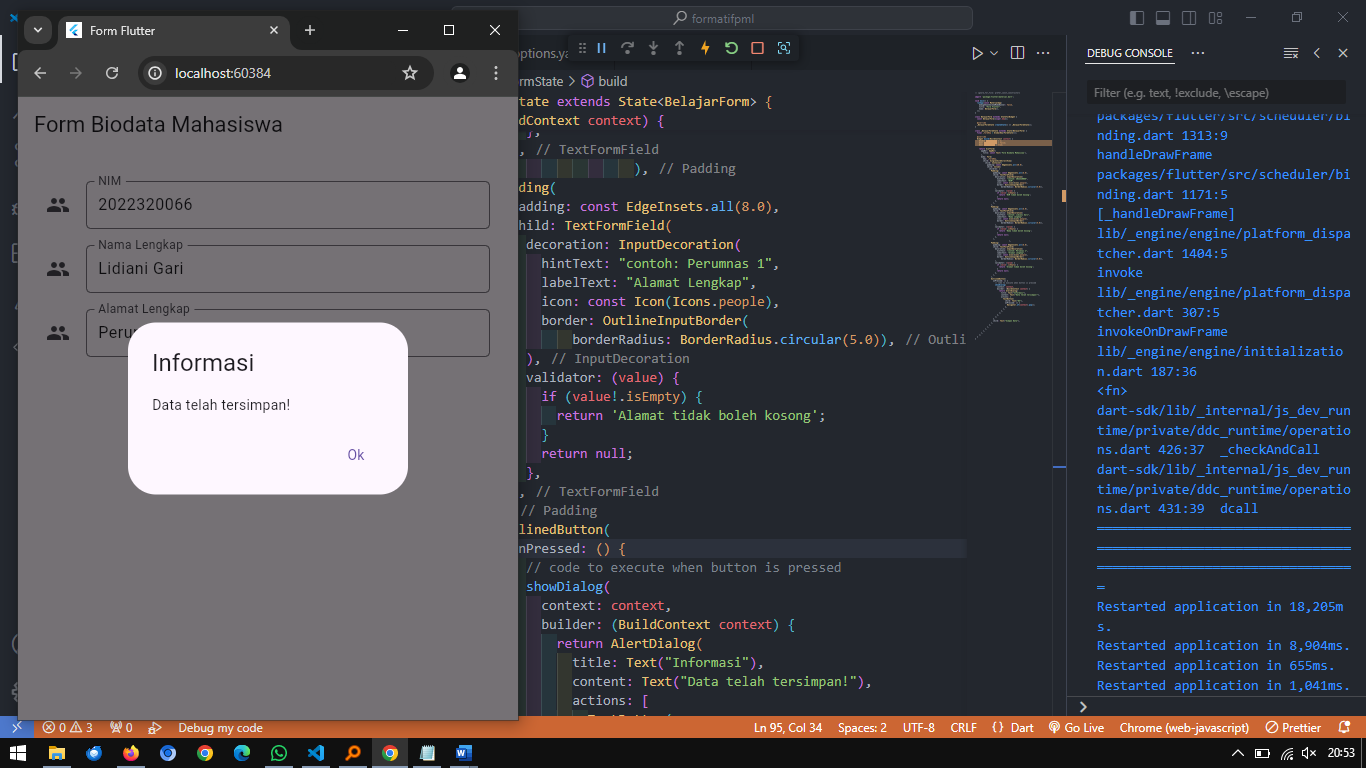 Form Flutter
formatifpml
localhost:60384
options.ya
DEBUG CONSOLE
Filter (e.g. text, !exclude, \escape)
Form Biodata Mahasiswa
NIM
2022320066
Nama Lengkap
Lidiani Gari
Alamat Lengkap
Informasi
Data telah tersimpan!
Ok
rmState > build
tate extends State<BelajarForm> {
dContext context) {
],
, // TextFormField
), // Padding
ding(
adding: const EdgeInsets.all(8.0),
hild: TextFormField(
decoration: InputDecoration(
hintText: "contoh: Perumnas 1",
labelText: "Alamat Lengkap",
icon: const Icon(Icons.people),
border: OutlineInputBorder(
borderRadius: BorderRadius.circular(5.0)), // Outli
), // InputDecoration
validator: (value) {
if (value!.isEmpty) {
return 'Alamat tidak boleh kosong';
}
return null;
},
, // TextFormField
// Padding
linedButton(
nPressed: () {
// code to execute when button is pressed
showDialog(
context: context,
builder: (BuildContext context) {
return AlertDialog(
title: Text("Informasi"),
content: Text("Data telah tersimpan!"),
actions: [
packages/flutter/src/scheduler/bi
nding.dart 1313:9
handleDrawFrame
packages/flutter/src/scheduler/bi
nding.dart 1171:5
[_handleDrawFrame]
lib/_engine/engine/platform_dispa
tcher.dart 1404:5
invoke
lib/_engine/engine/platform_dispa
tcher.dart 307:5
invokeOnDrawFrame
lib/_engine/engine/initializatio
n.dart 187:36
<fn>
dart-sdk/lib/_internal/js_dev_run
time/private/ddc_runtime/operatio
ns.dart 426:37  _checkAndCall
dart-sdk/lib/_internal/js_dev_run
time/private/ddc_runtime/operatio
ns.dart 431:39  dcall
Restarted application in 18,205m
s.
Restarted application in 8,904ms.
Restarted application in 655ms.
Restarted application in 1,041ms.
0 3 0 Debug my code Ln 95, Col 34 Spaces: 2 UTF-8 CRLF {} Dart Go Live Chrome (web-javascript) Prettier
20:53